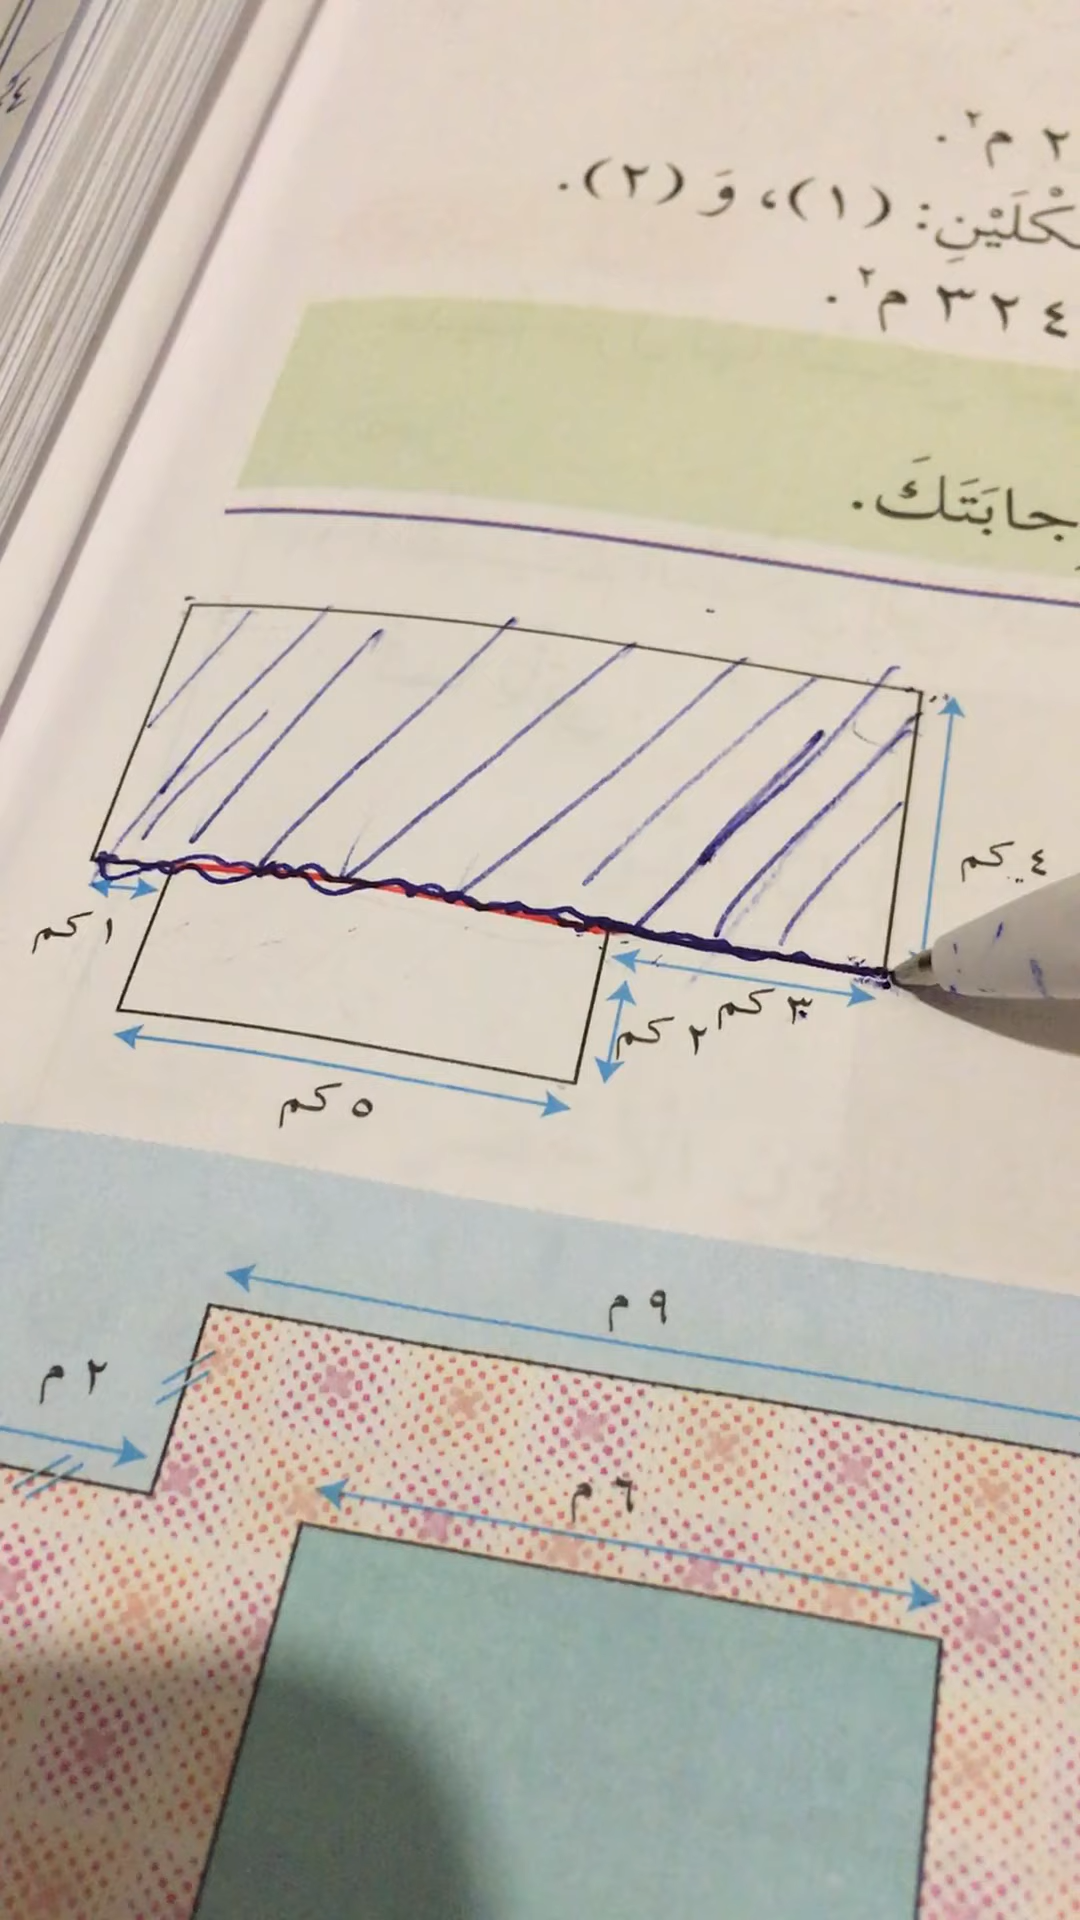 ٢ م٢.
كْلَيْنِ: (١)، وَ (٢).
٣٢٤ م٢.
جابَتَكَ.
٤ كم
١ كم
٣ كم
٢ كم
٥ كم
٩ م
٢ م
٦ م